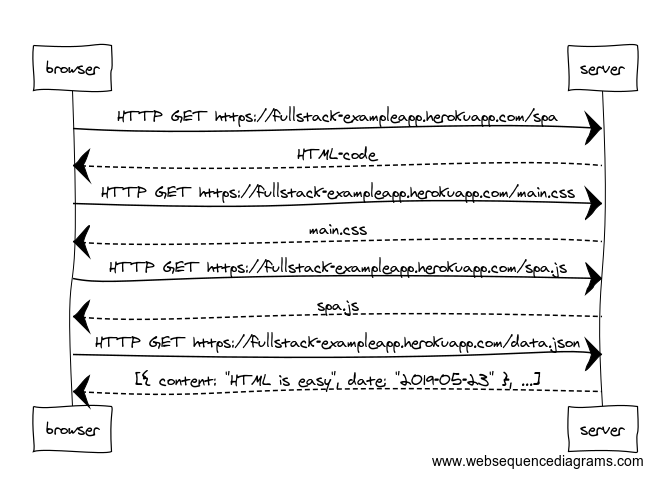 browser server
HTTP GET https://fullstack-exampleapp.herokuapp.com/spa
HTML-code
HTTP GET https://fullstack-exampleapp.herokuapp.com/main.css
main.css
HTTP GET https://fullstack-exampleapp.herokuapp.com/spa.js
spa.js
HTTP GET https://fullstack-exampleapp.herokuapp.com/data.json
[{ content: "HTML is easy", date: "2019-05-23" }, ...]
browser server
www.websequencediagrams.com